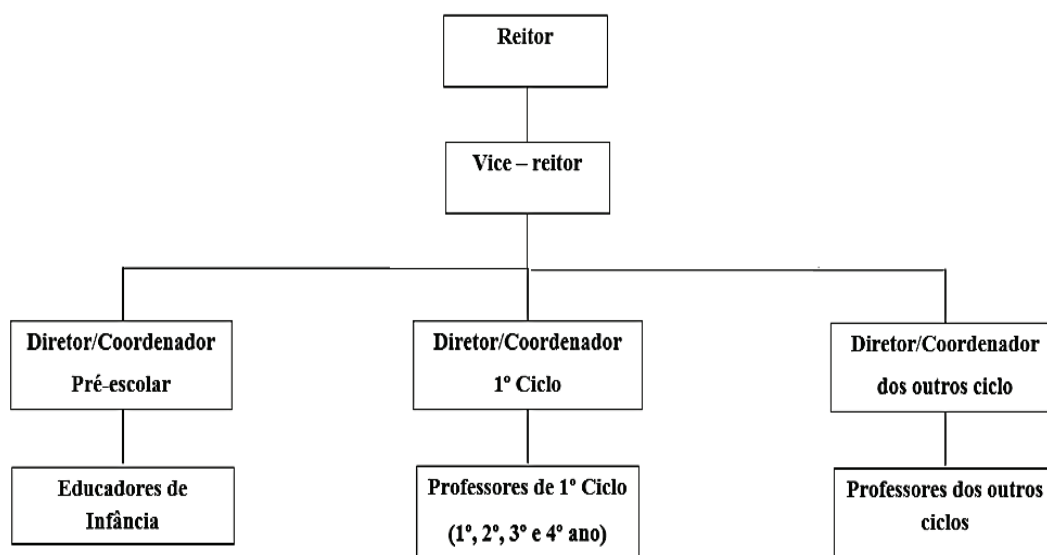 Reitor
Vice – reitor
Diretor/Coordenador
Pré-escolar
Diretor/Coordenador
1º Ciclo
Diretor/Coordenador
dos outros ciclo
Educadores de
Infância
Professores de 1º Ciclo
(1º, 2º, 3º e 4º ano)
Professores dos outros
ciclos